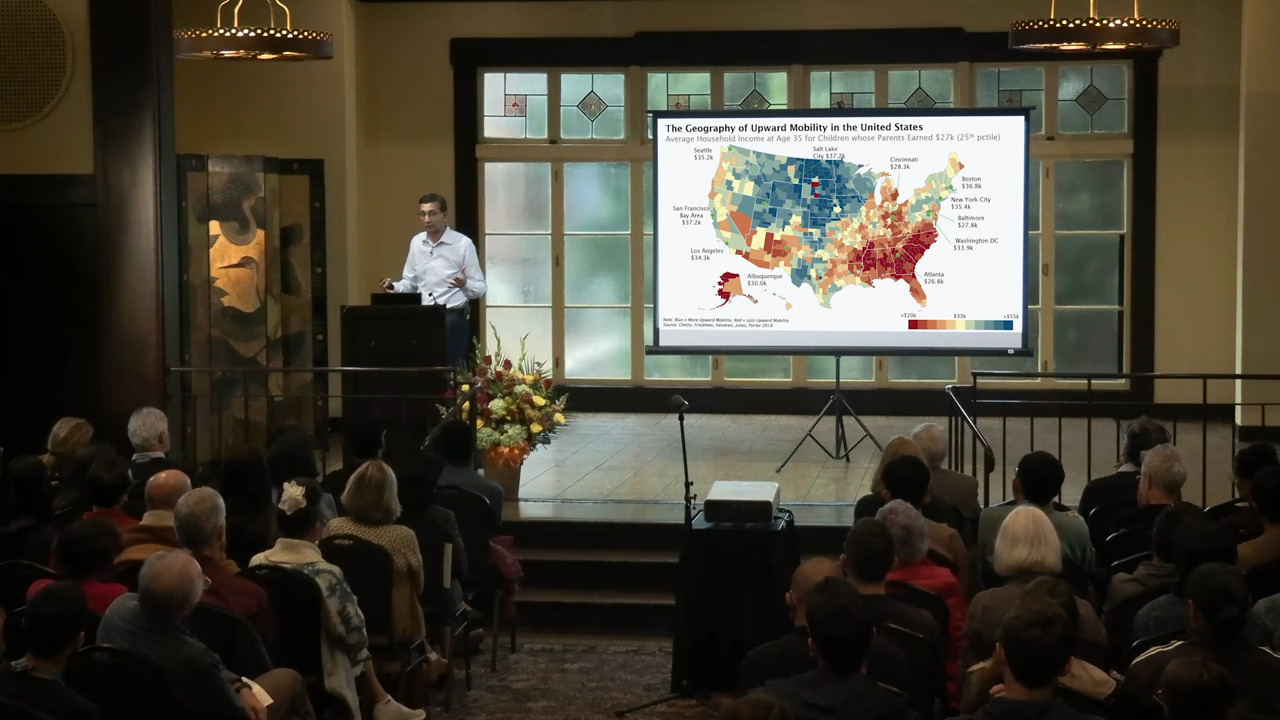 The Geography of Upward Mobility in the United States
Average Household Income at Age 35 for Children whose Parents Earned $27k (25th pctile)
Seattle
$35.2k
Salt Lake
City $37.2k
Cincinnati
$28.3k
Boston
$36.8k
New York City
$35.4k
San Francisco
Bay Area
$37.2k
Baltimore
$27.8k
Washington DC
$33.9k
Los Angeles
$34.3k
Albuquerque
$30.0k
Atlanta
$26.8k
<$20k
$33k
>$55k
Note: Blue = More Upward Mobility, Red = Less Upward Mobility
Source: Chetty, Friedman, Hendren, Jones, Porter 2018